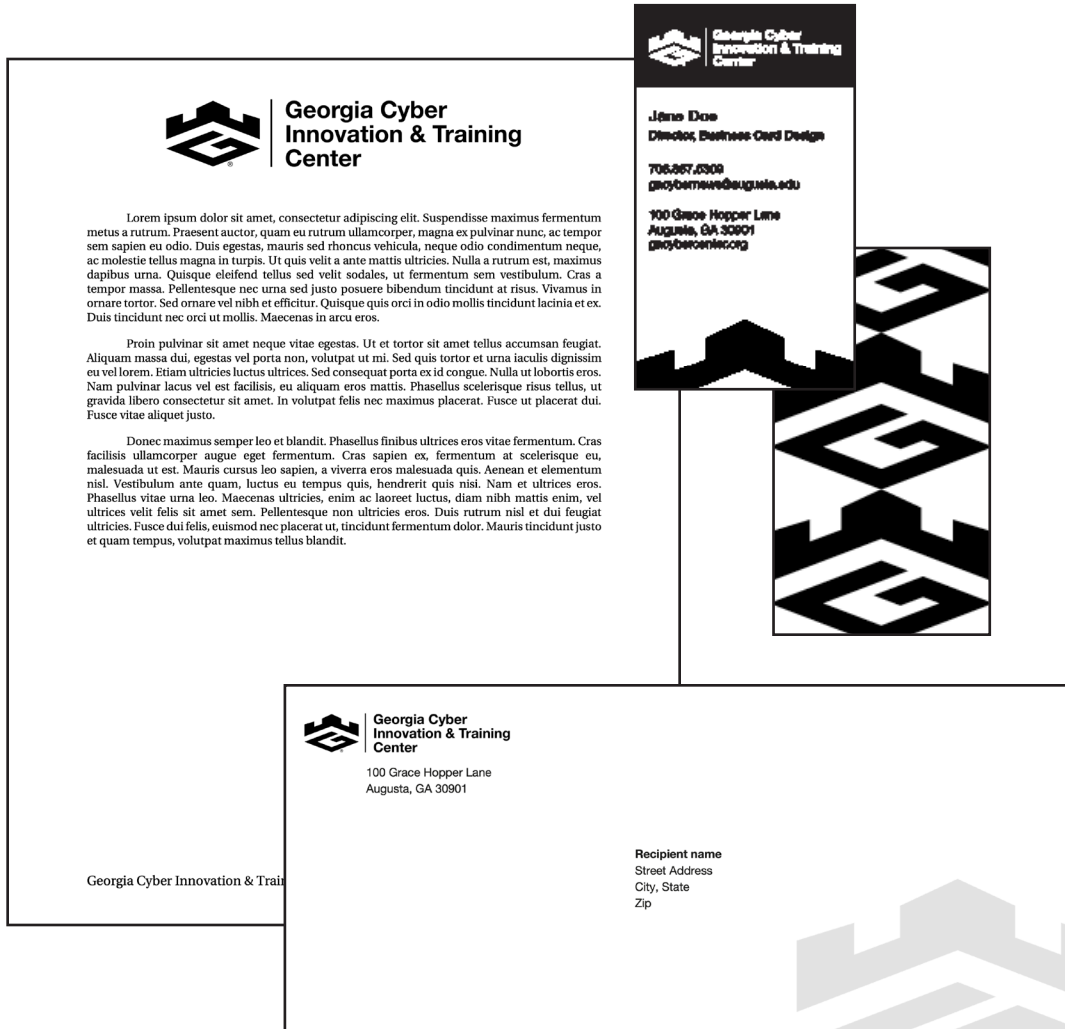 Georgia Cyber
Innovation & Training
Center
Lorem ipsum dolor sit amet, consectetur adipiscing elit. Suspendisse maximus fermentum
metus a rutrum. Praesent auctor, quam eu rutrum ullamcorper, magna ex pulvinar nunc, ac tempor
sem sapien eu odio. Duis egestas, mauris sed rhoncus vehicula, neque odio condimentum neque,
ac molestie tellus magna in turpis. Ut quis velit a ante mattis ultricies. Nulla a rutrum est, maximus
dapibus urna. Quisque eleifend tellus sed velit sodales, ut fermentum sem vestibulum. Cras a
tempor massa. Pellentesque nec urna sed justo posuere bibendum tincidunt at risus. Vivamus in
ornare tortor. Sed ornare vel nibh et efficitur. Quisque quis orci in odio mollis tincidunt lacinia et ex.
Duis tincidunt nec orci ut mollis. Maecenas in arcu eros.
Proin pulvinar sit amet neque vitae egestas. Ut et tortor sit amet tellus accumsan feugiat.
Aliquam massa dui, egestas vel porta non, volutpat ut mi. Sed quis tortor et urna iaculis dignissim
eu vel lorem. Etiam ultricies luctus ultrices. Sed consequat porta ex id congue. Nulla ut lobortis eros.
Nam pulvinar lacus vel est facilisis, eu aliquam eros mattis. Phasellus scelerisque risus tellus, ut
gravida libero consectetur sit amet. In volutpat felis nec maximus placerat. Fusce ut placerat dui.
Fusce vitae aliquet justo.
Donec maximus semper leo et blandit. Phasellus finibus ultrices eros vitae fermentum. Cras
facilisis ullamcorper augue eget fermentum. Cras sapien ex, fermentum at scelerisque eu,
malesuada ut est. Mauris cursus leo sapien, a viverra eros malesuada quis. Aenean et elementum
nisl. Vestibulum ante quam, luctus eu tempus quis, hendrerit quis nisi. Nam et ultrices eros.
Phasellus vitae urna leo. Maecenas ultricies, enim ac laoreet luctus, diam nibh mattis enim, vel
ultrices velit felis sit amet sem. Pellentesque non ultricies eros. Duis rutrum nisl et dui feugiat
ultricies. Fusce dui felis, euismod nec placerat ut, tincidunt fermentum dolor. Mauris tincidunt justo
et quam tempus, volutpat maximus tellus blandit.
Georgia Cyber Innovation & Trai
Georgia Cyber
Innovation & Training
Center
Jane Doe
Director, Business Card Design
gacybernews@augusta.edu
100 Grace Hopper Lane
Augusta, GA 30901
gacybercenter.org
Georgia Cyber
Innovation & Training
Center
100 Grace Hopper Lane
Augusta, GA 30901
Recipient name
Street Address
City, State
Zip